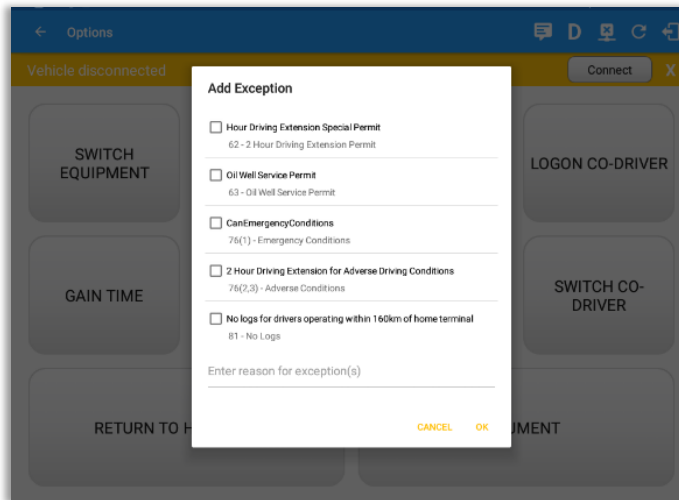 Options
D
Vehicle disconnected
Connect
X
Add Exception
Hour Driving Extension Special Permit
62 - 2 Hour Driving Extension Permit
Oil Well Service Permit
63 - Oil Well Service Permit
CanEmergencyConditions
76(1) - Emergency Conditions
2 Hour Driving Extension for Adverse Driving Conditions
76(2,3) - Adverse Conditions
No logs for drivers operating within 160km of home terminal
81 - No Logs
Enter reason for exception(s)
CANCEL
OK
SWITCH
EQUIPMENT
LOGON CO-DRIVER
GAIN TIME
SWITCH CO-
DRIVER
RETURN TO